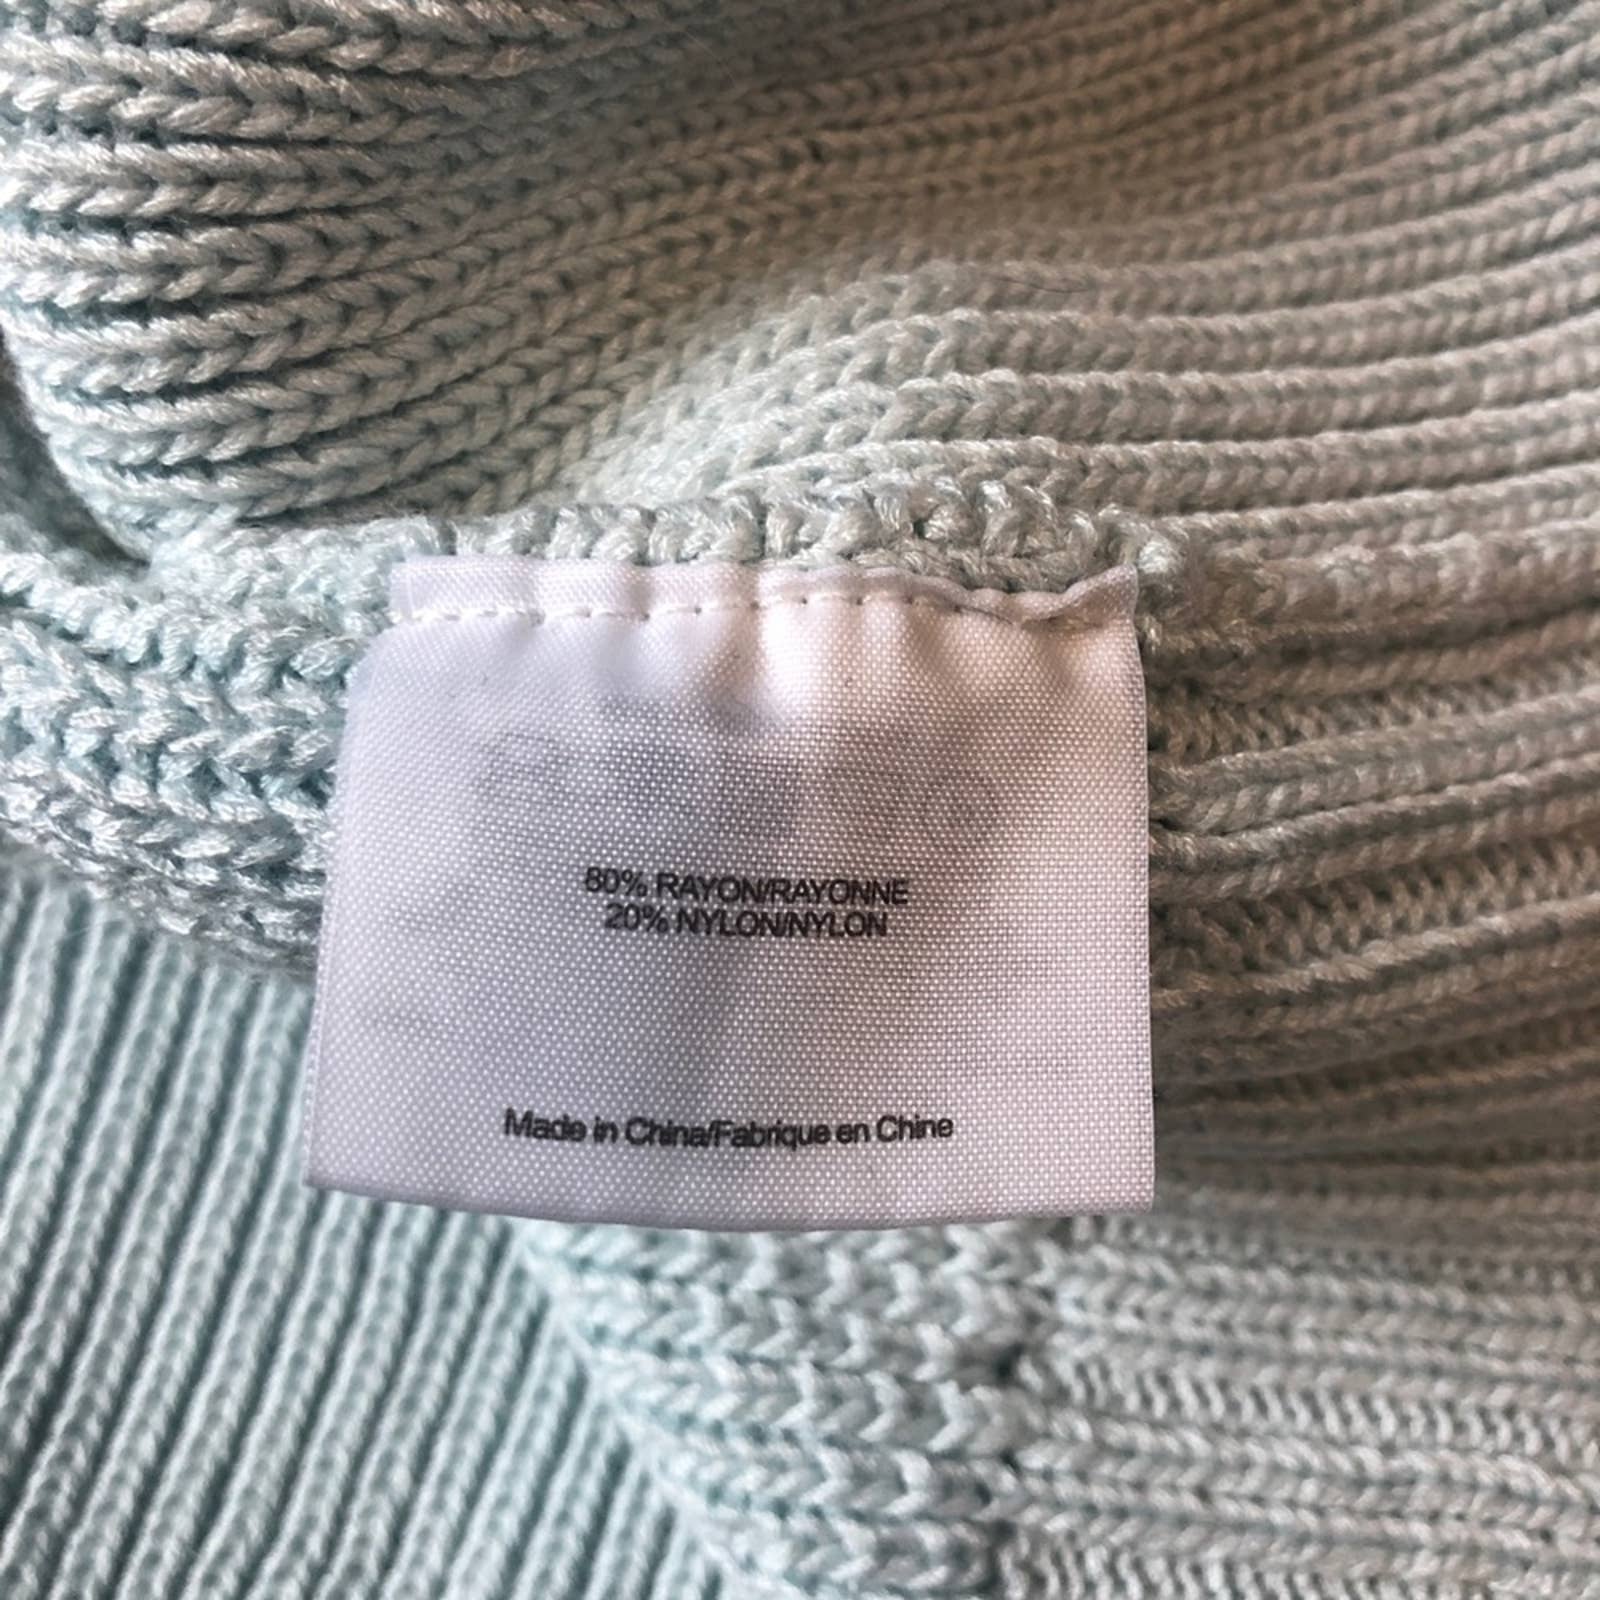 80% RAYON/RAYONNE
20% NYLON/NYLON
Made in China/Fabrique en Chine